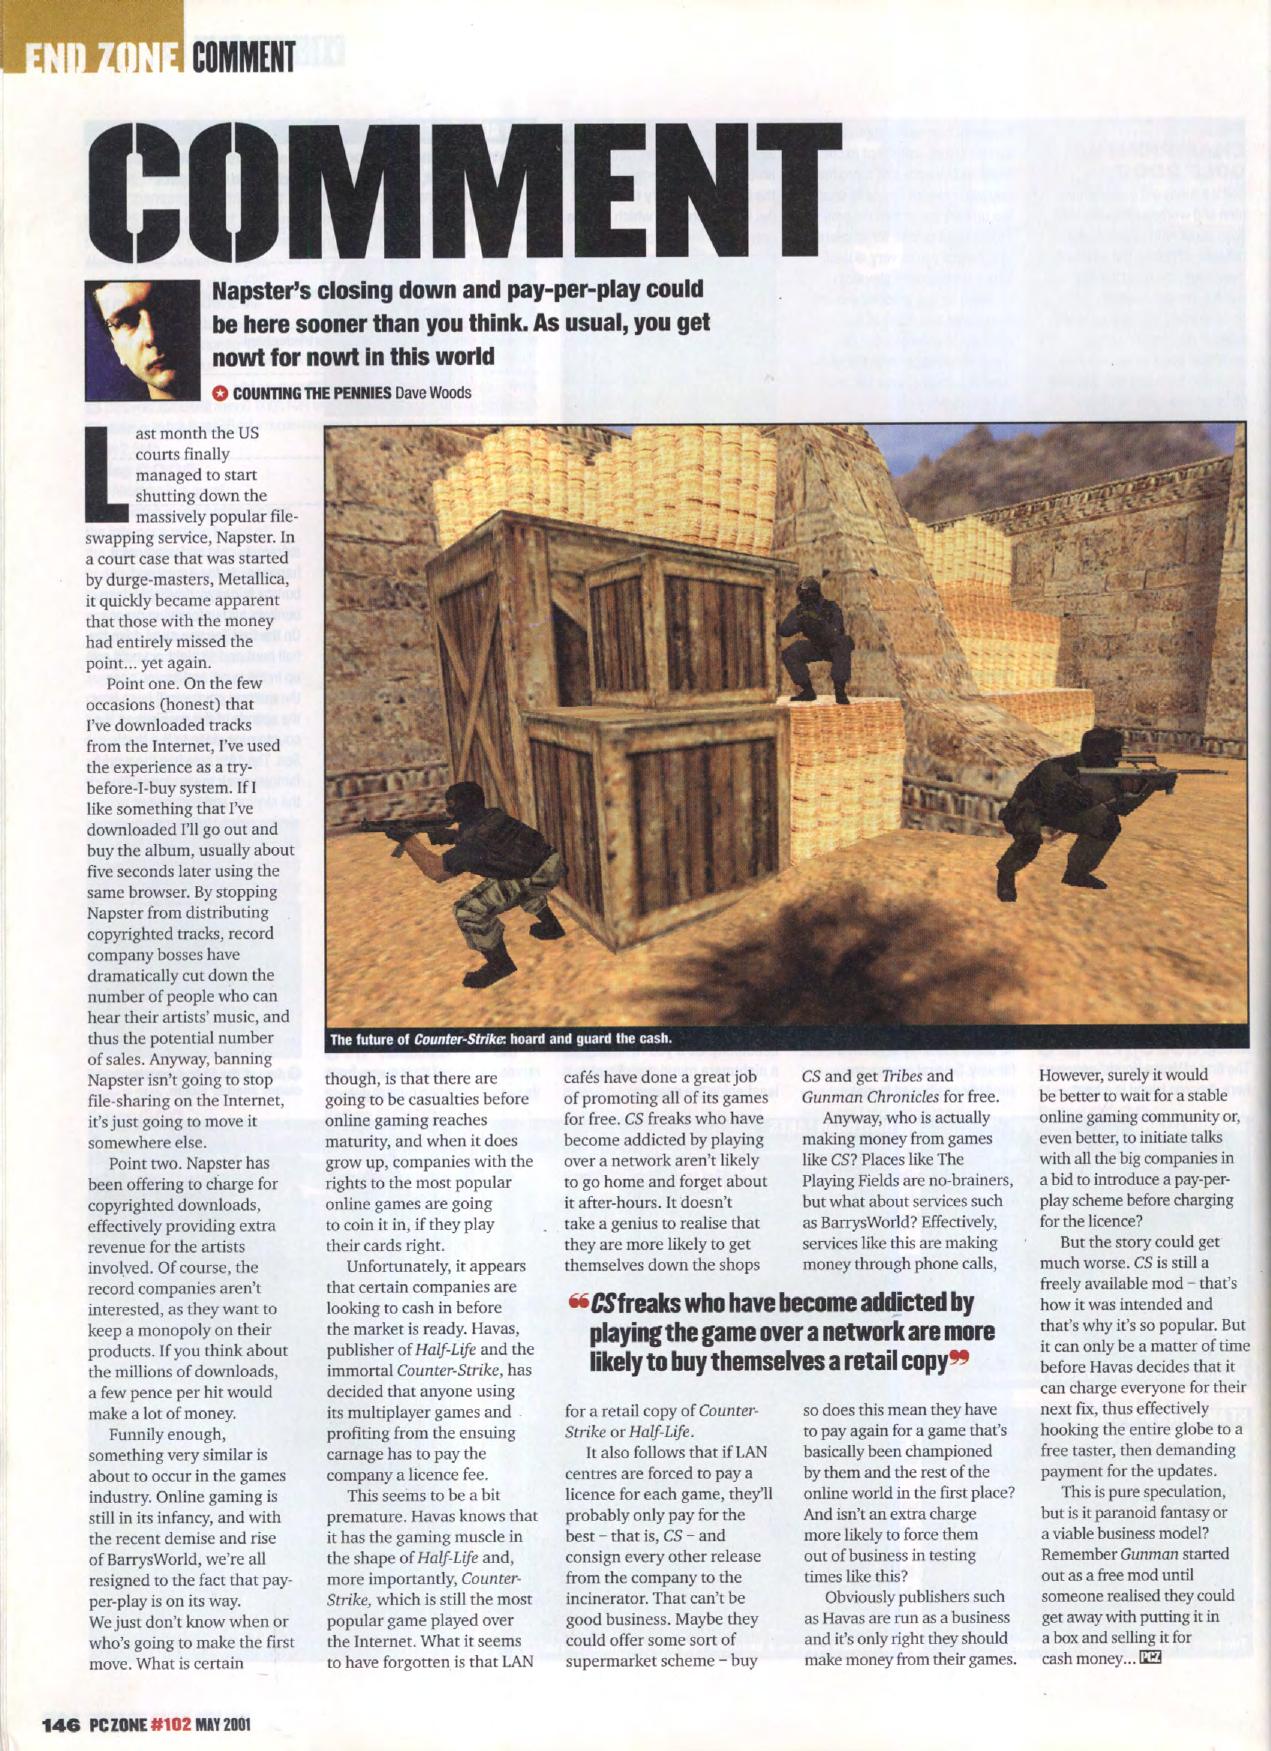 END ZONE COMMENT
COMMENT
Napster's closing down and pay-per-play could
be here sooner than you think. As usual, you get
nowt for nowt in this world
COUNTING THE PENNIES Dave Woods
Last month the US
courts finally
managed to start
shutting down the
massively popular file-
swapping service, Napster. In
a court case that was started
by durge-masters, Metallica,
it quickly became apparent
that those with the money
had entirely missed the
point... yet again.
Point one. On the few
occasions (honest) that
I've downloaded tracks
from the Internet, I've used
the experience as a try-
before-I-buy system. If I
like something that I've
downloaded I'll go out and
buy the album, usually about
five seconds later using the
same browser. By stopping
Napster from distributing
copyrighted tracks, record
company bosses have
dramatically cut down the
number of people who can
hear their artists' music, and
thus the potential number
of sales. Anyway, banning
Napster isn't going to stop
file-sharing on the Internet,
it's just going to move it
somewhere else.
Point two. Napster has
been offering to charge for
copyrighted downloads,
effectively providing extra
revenue for the artists
involved. Of course, the
record companies aren't
interested, as they want to
keep a monopoly on their
products. If you think about
the millions of downloads,
a few pence per hit would
make a lot of money.
Funnily enough,
something very similar is
about to occur in the games
industry. Online gaming is
still in its infancy, and with
the recent demise and rise
of BarrysWorld, we're all
resigned to the fact that pay-
per-play is on its way.
We just don't know when or
who's going to make the first
move. What is certain
The future of Counter-Strike: hoard and guard the cash.
though, is that there are
going to be casualties before
online gaming reaches
maturity, and when it does
grow up, companies with the
rights to the most popular
online games are going
to coin it in, if they play
their cards right.
Unfortunately, it appears
that certain companies are
looking to cash in before
the market is ready. Havas,
publisher of Half-Life and the
immortal Counter-Strike, has
decided that anyone using
its multiplayer games and
profiting from the ensuing
carnage has to pay the
company a licence fee.
This seems to be a bit
premature. Havas knows that
it has the gaming muscle in
the shape of Half-Life and,
more importantly, Counter-
Strike, which is still the most
popular game played over
the Internet. What it seems
to have forgotten is that LAN
cafés have done a great job
of promoting all of its games
for free. CS freaks who have
become addicted by playing
over a network aren't likely
to go home and forget about
it after-hours. It doesn't
take a genius to realise that
they are more likely to get
themselves down the shops
for a retail copy of Counter-
Strike or Half-Life.
It also follows that if LAN
centres are forced to pay a
licence for each game, they'll
probably only pay for the
best – that is, CS – and
consign every other release
from the company to the
incinerator. That can't be
good business. Maybe they
could offer some sort of
supermarket scheme – buy
CS and get Tribes and
Gunman Chronicles for free.
Anyway, who is actually
making money from games
like CS? Places like The
Playing Fields are no-brainers,
but what about services such
as BarrysWorld? Effectively,
services like this are making
money through phone calls,
“CS freaks who have become addicted by
playing the game over a network are more
likely to buy themselves a retail copy”
so does this mean they have
to pay again for a game that's
basically been championed
by them and the rest of the
online world in the first place?
And isn't an extra charge
more likely to force them
out of business in testing
times like this?
Obviously publishers such
as Havas are run as a business
and it's only right they should
make money from their games.
However, surely it would
be better to wait for a stable
online gaming community or,
even better, to initiate talks
with all the big companies in
a bid to introduce a pay-per-
play scheme before charging
for the licence?
But the story could get
much worse. CS is still a
freely available mod – that's
how it was intended and
that's why it's so popular. But
it can only be a matter of time
before Havas decides that it
can charge everyone for their
next fix, thus effectively
hooking the entire globe to a
free taster, then demanding
payment for the updates.
This is pure speculation,
but is it paranoid fantasy or
a viable business model?
Remember Gunman started
out as a free mod until
someone realised they could
get away with putting it in
a box and selling it for
cash money... PCZ
146 PCZONE #102 MAY 2001